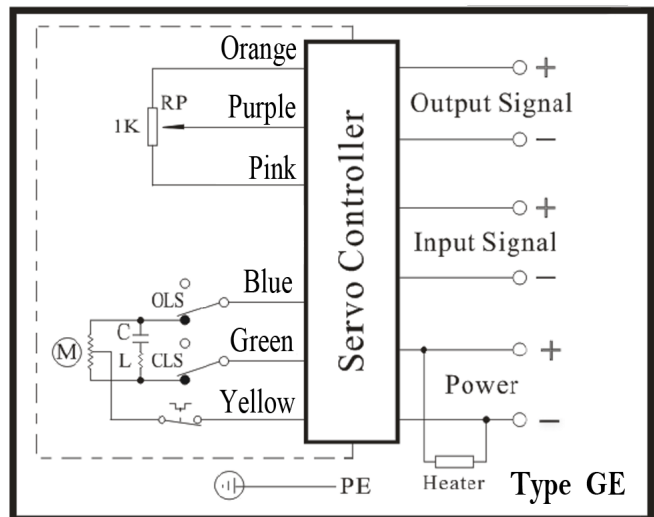 Orange
RP
1K
Purple
Pink
Servo Controller
+
Output Signal
−
+
Input Signal
−
OLS
Blue
C
M
L
CLS
Green
Yellow
+
Power
−
Heater
PE
Type GE